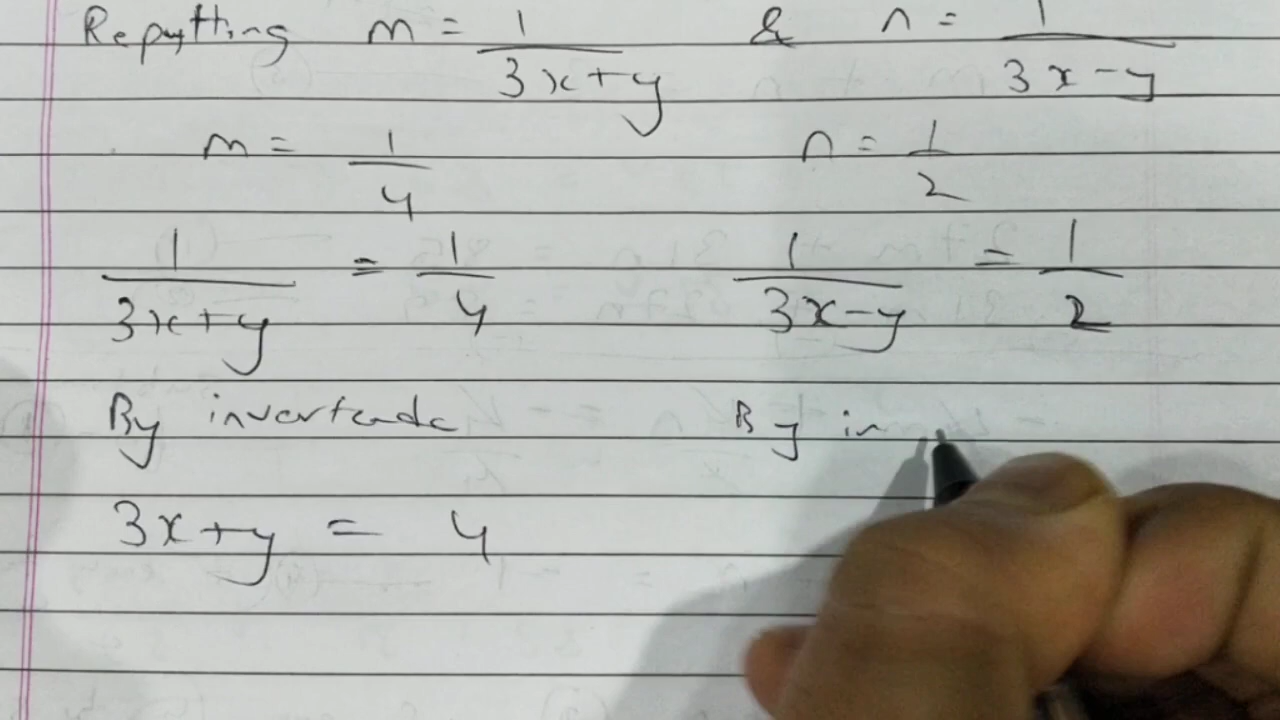 Reputting m = 1/(3x+y) & n = 1/(3x-y)
m = 1/4 n = 1/2
1/(3x+y) = 1/4 1/(3x-y) = 1/2
By invertendo By in
3x+y = 4